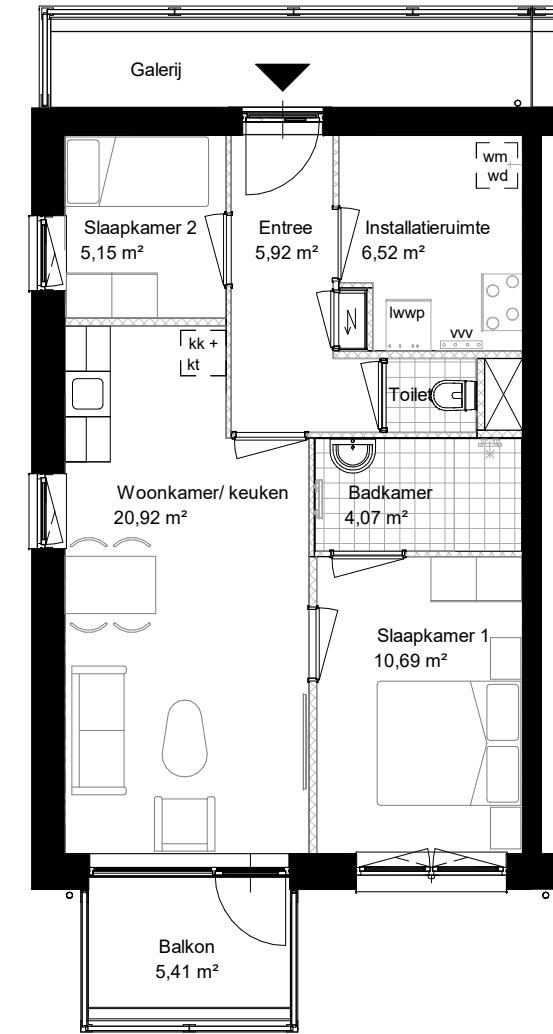 Galerij
wm
wd
Slaapkamer 2
5,15 m²
Entree
5,92 m²
Installatieruimte
6,52 m²
lwwp
vvv
kk +
kt
Toilet
Woonkamer/ keuken
20,92 m²
Badkamer
4,07 m²
Slaapkamer 1
10,69 m²
Balkon
5,41 m²